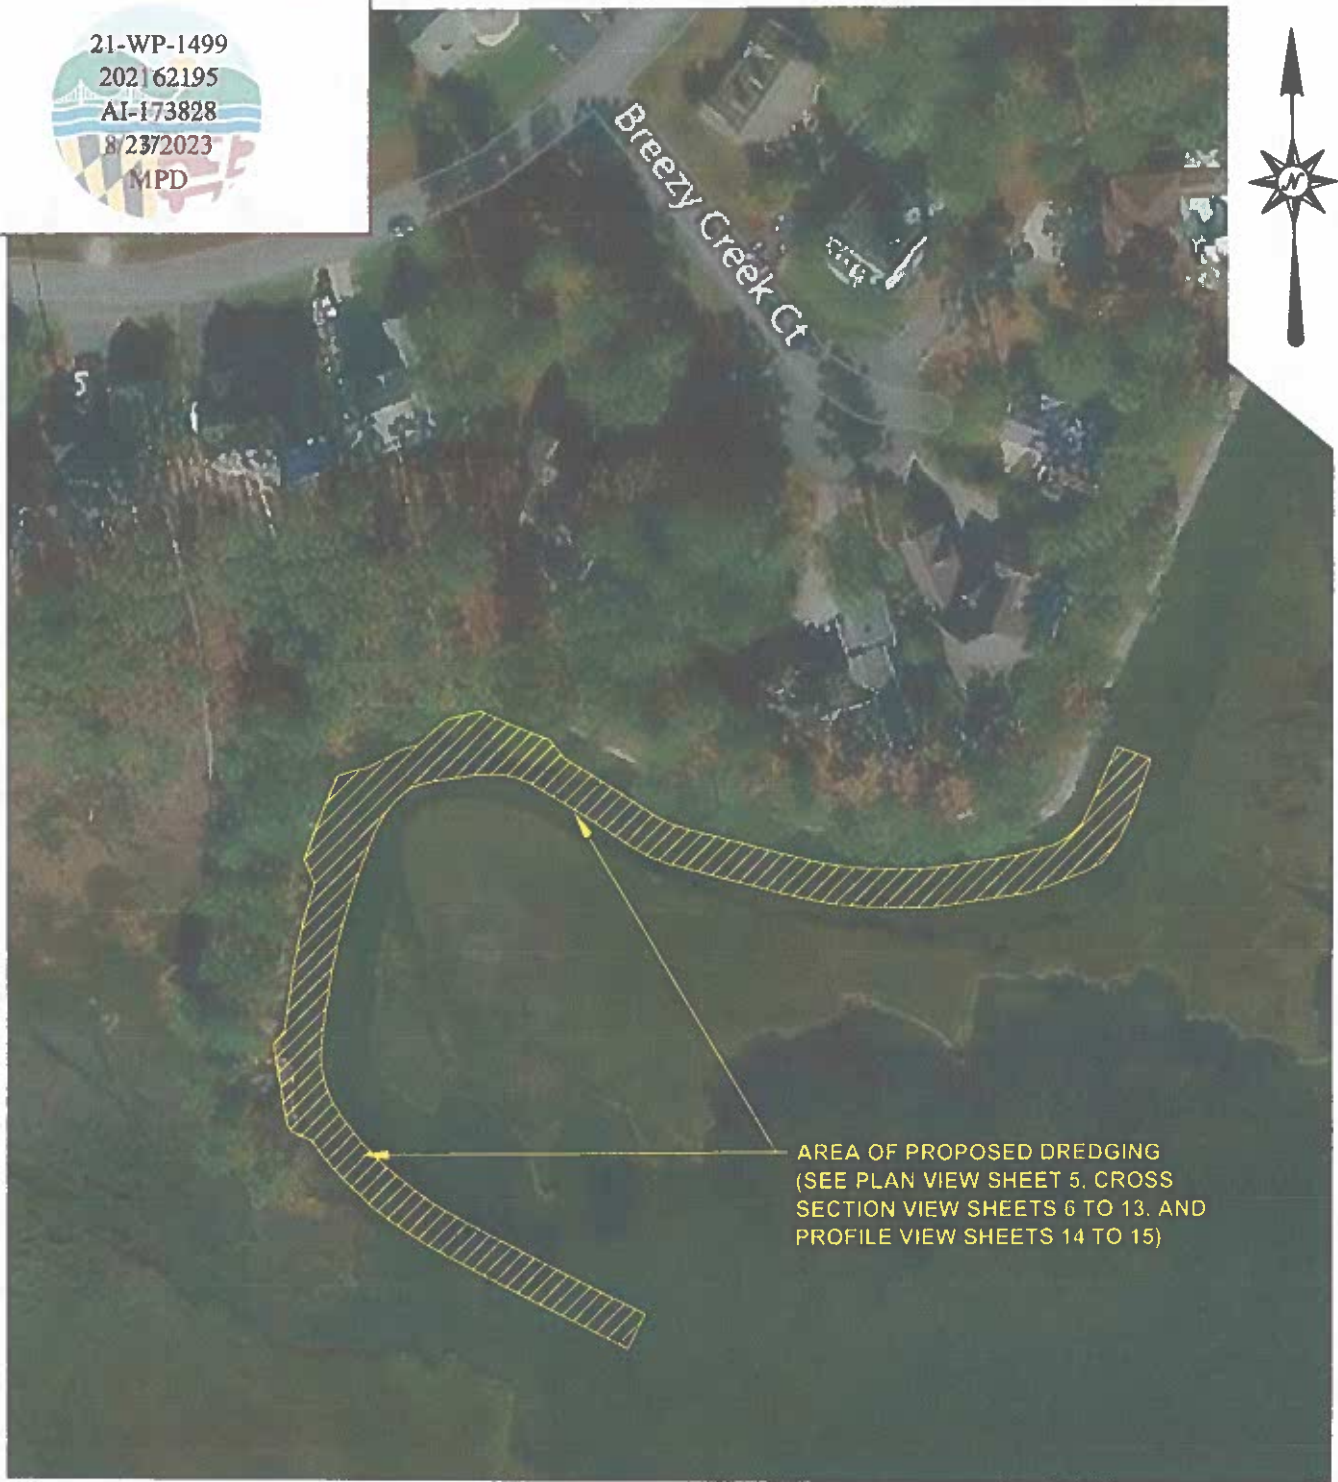 21-WP-1499
202162195
AI-173828
8/23/2023
MPD
N
Breezy Creek Ct
5
AREA OF PROPOSED DREDGING
(SEE PLAN VIEW SHEET 5, CROSS
SECTION VIEW SHEETS 6 TO 13, AND
PROFILE VIEW SHEETS 14 TO 15)